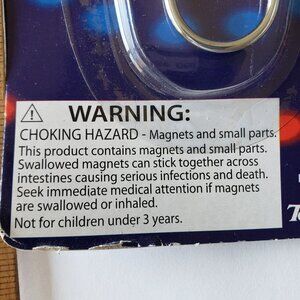 WARNING:
CHOKING HAZARD - Magnets and small parts.
This product contains magnets and small parts.
Swallowed magnets can stick together across
intestines causing serious infections and death.
Seek immediate medical attention if magnets
are swallowed or inhaled.
Not for children under 3 years.